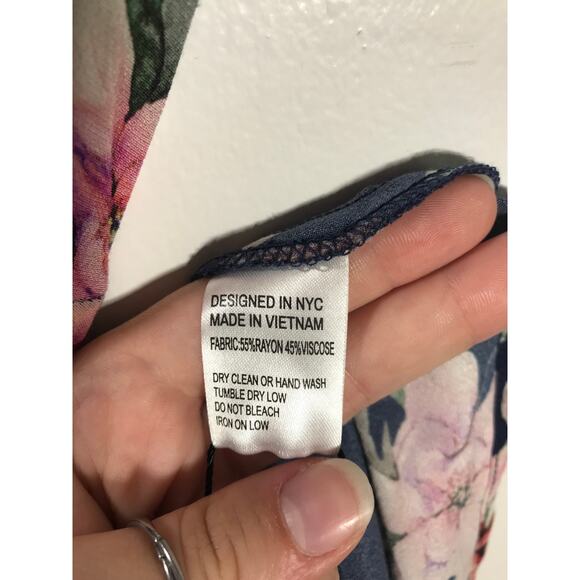 DESIGNED IN NYC
MADE IN VIETNAM
FABRIC:55%RAYON 45%VISCOSE
DRY CLEAN OR HAND WASH
TUMBLE DRY LOW
DO NOT BLEACH
IRON ON LOW